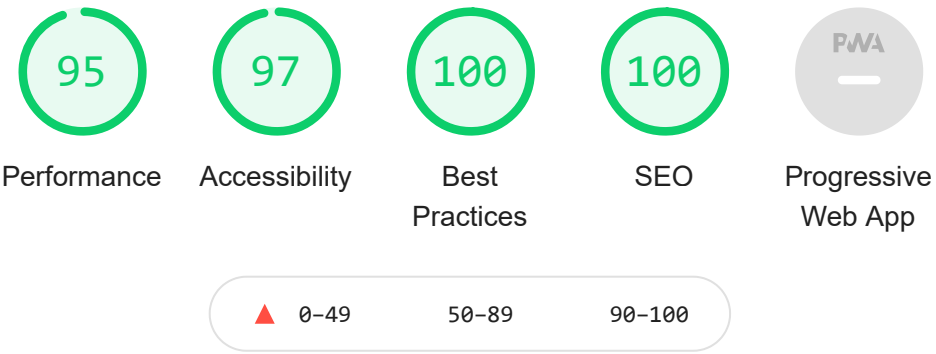 95 97 100 100 PWA
Performance Accessibility Best Practices SEO Progressive Web App
0–49 50–89 90–100